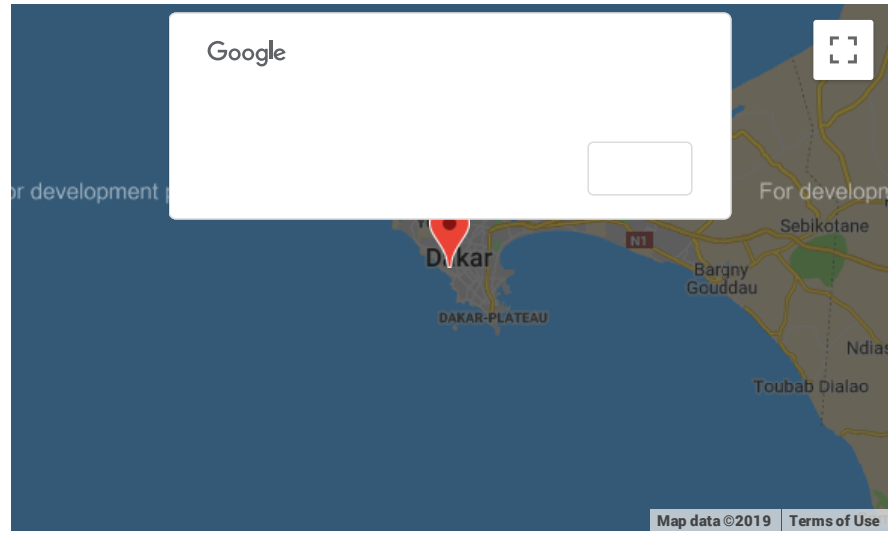 Google
or development p
For developm
Sebikotane
N1
Dakar
Bargny
Gouddau
DAKAR-PLATEAU
Ndias
Toubab Dialao
Map data ©2019
Terms of Use